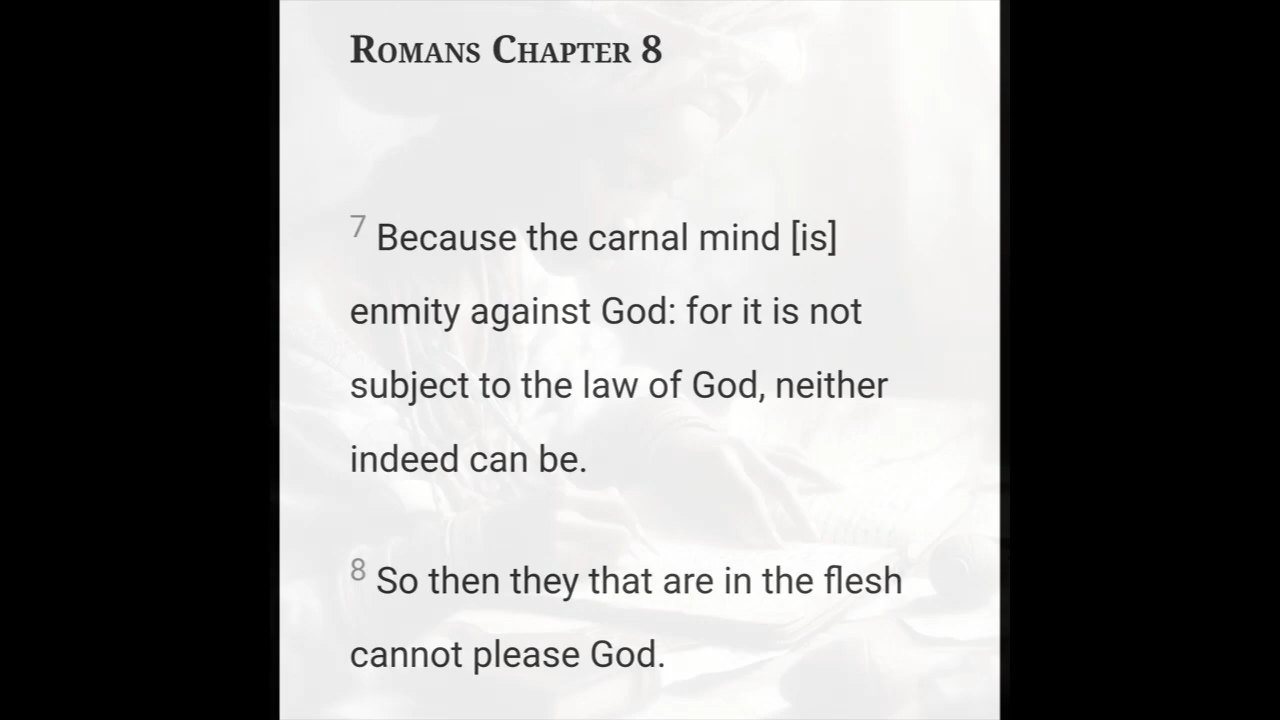 Romans Chapter 8
7 Because the carnal mind [is]
enmity against God: for it is not
subject to the law of God, neither
indeed can be.
8 So then they that are in the flesh
cannot please God.